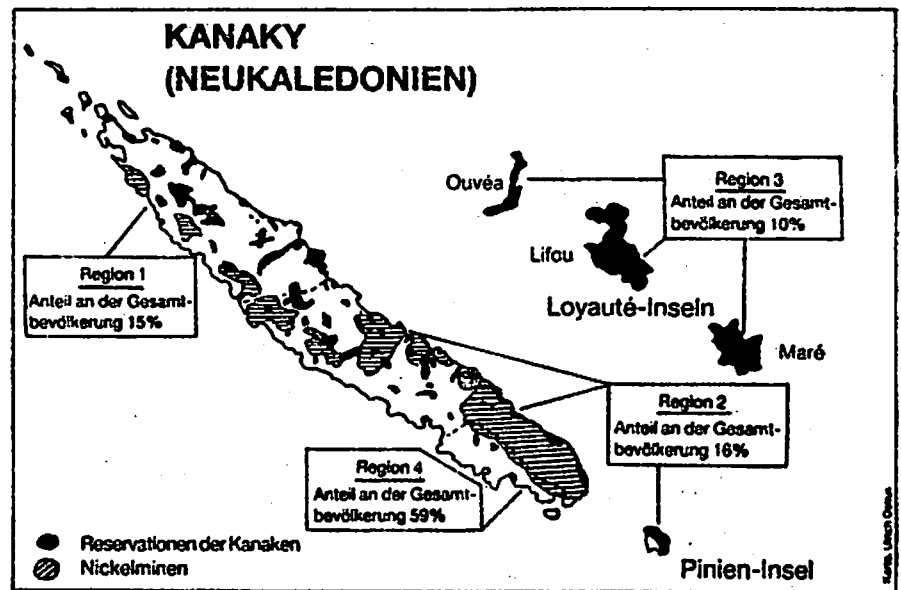 KANAKY
(NEUKALEDONIEN)
Ouvéa
Region 3
Anteil an der Gesamt-
bevölkerung 10%
Lifou
Region 1
Anteil an der Gesamt-
bevölkerung 15%
Loyauté-Inseln
Maré
Region 2
Anteil an der Gesamt-
bevölkerung 16%
Region 4
Anteil an der Gesamt-
bevölkerung 59%
Reservationen der Kanaken
Nickelminen
Pinien-Insel